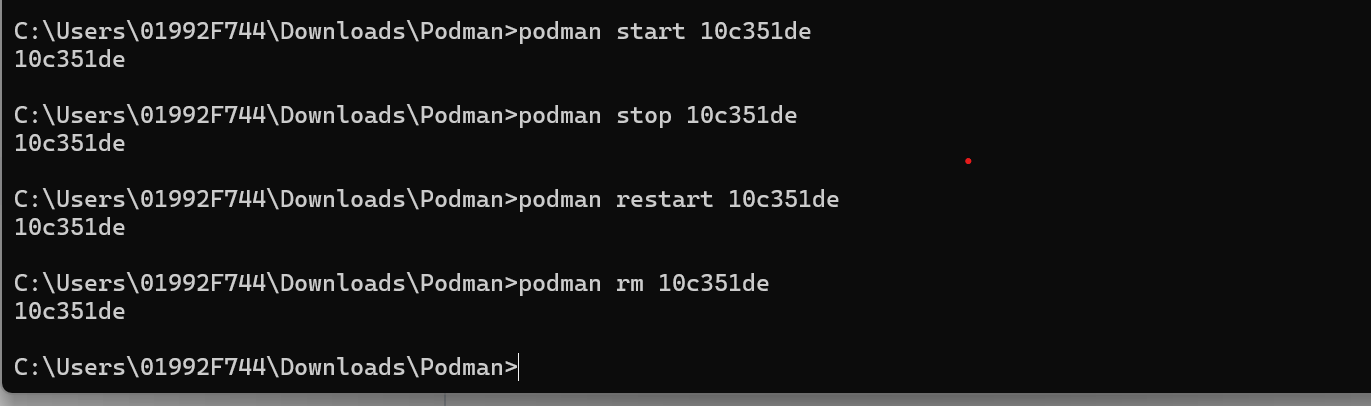 C:\Users\01992F744\Downloads\Podman>podman start 10c351de
10c351de
C:\Users\01992F744\Downloads\Podman>podman stop 10c351de
10c351de
C:\Users\01992F744\Downloads\Podman>podman restart 10c351de
10c351de
C:\Users\01992F744\Downloads\Podman>podman rm 10c351de
10c351de
C:\Users\01992F744\Downloads\Podman>